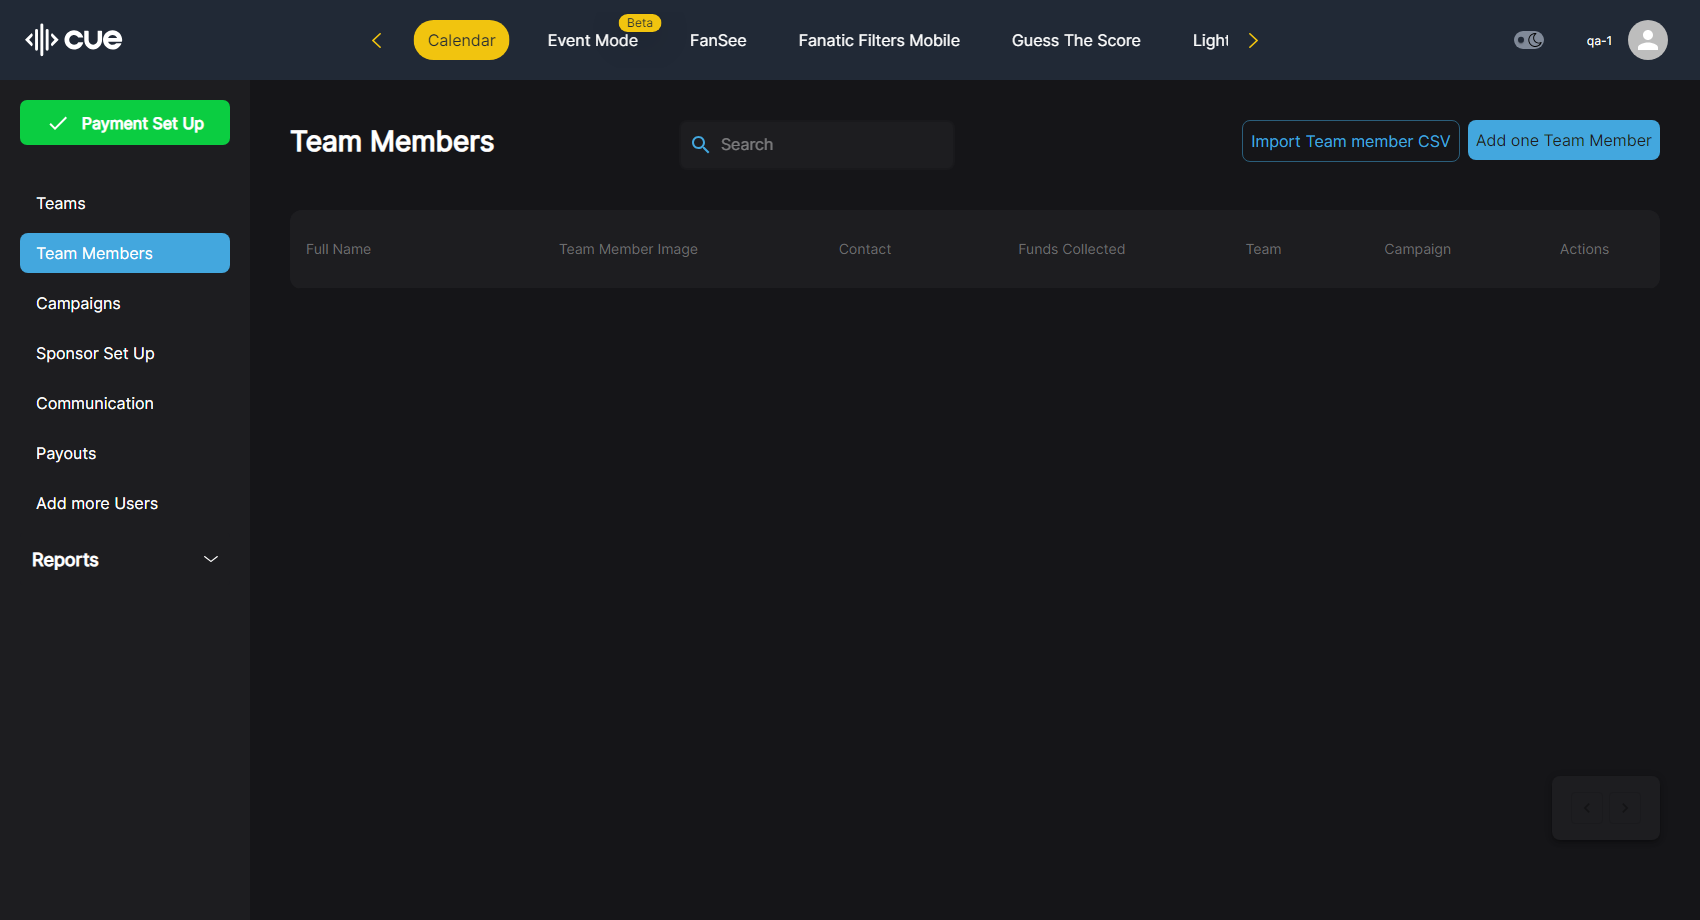 cue
Calendar
Event Mode
Beta
FanSee
Fanatic Filters Mobile
Guess The Score
Light
qa-1
Payment Set Up
Teams
Team Members
Campaigns
Sponsor Set Up
Communication
Payouts
Add more Users
Reports
Team Members
Search
Import Team member CSV
Add one Team Member
Full Name
Team Member Image
Contact
Funds Collected
Team
Campaign
Actions